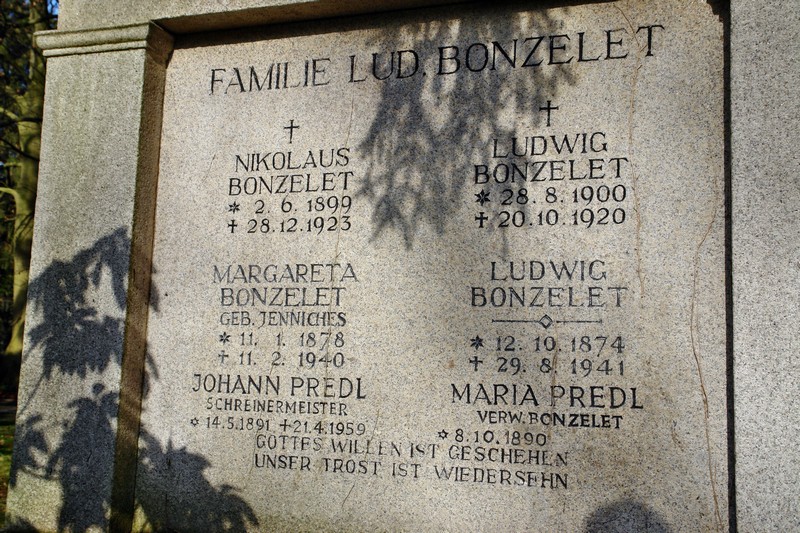 FAMILIE LUD. BONZELET
NIKOLAUS
BONZELET
* 2. 6. 1899
† 28.12.1923
LUDWIG
BONZELET
* 28. 8. 1900
† 20.10.1920
MARGARETA
BONZELET
GEB. JENNICHES
* 11. 1. 1878
† 11. 2. 1940
LUDWIG
BONZELET
* 12. 10. 1874
† 29. 8. 1941
JOHANN PREDL
SCHREINERMEISTER
* 14.5.1891 †21.4.1959
MARIA PREDL
VERW. BONZELET
* 8.10.1890
GOTTES WILLEN IST GESCHEHEN
UNSER TROST IST WIEDERSEHN